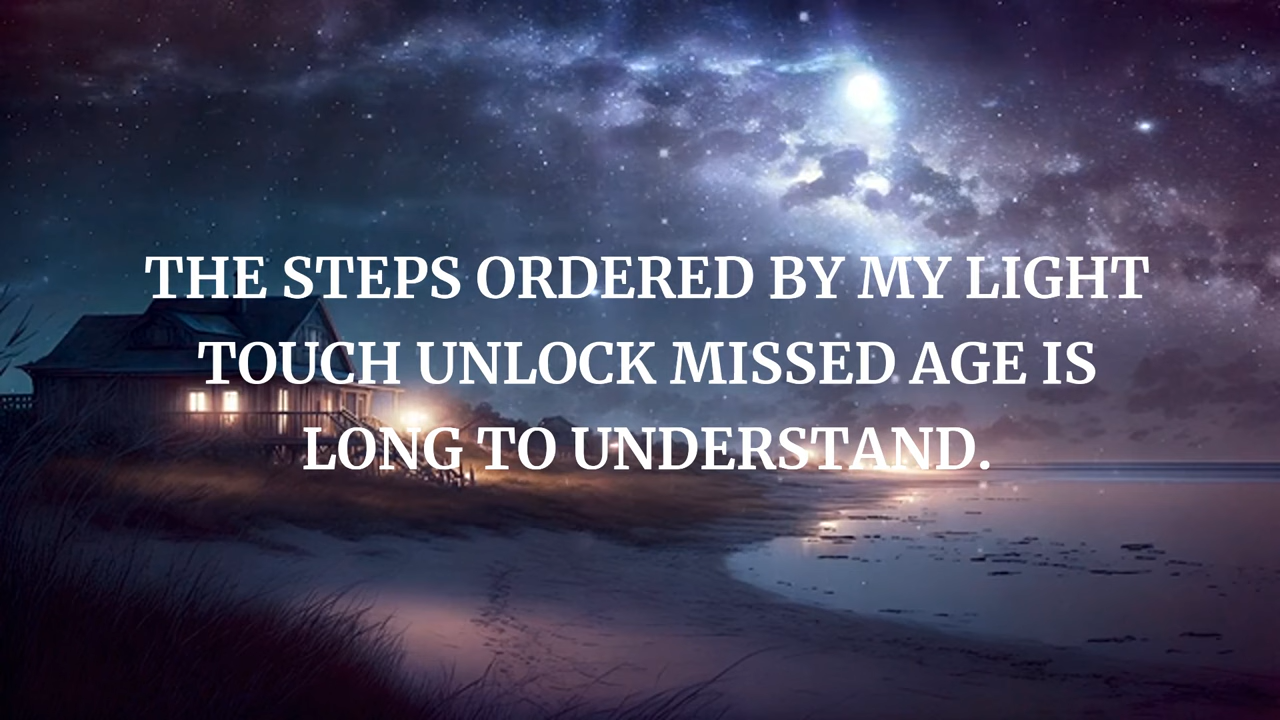 THE STEPS ORDERED BY MY LIGHT
TOUCH UNLOCK MISSED AGE IS
LONG TO UNDERSTAND.